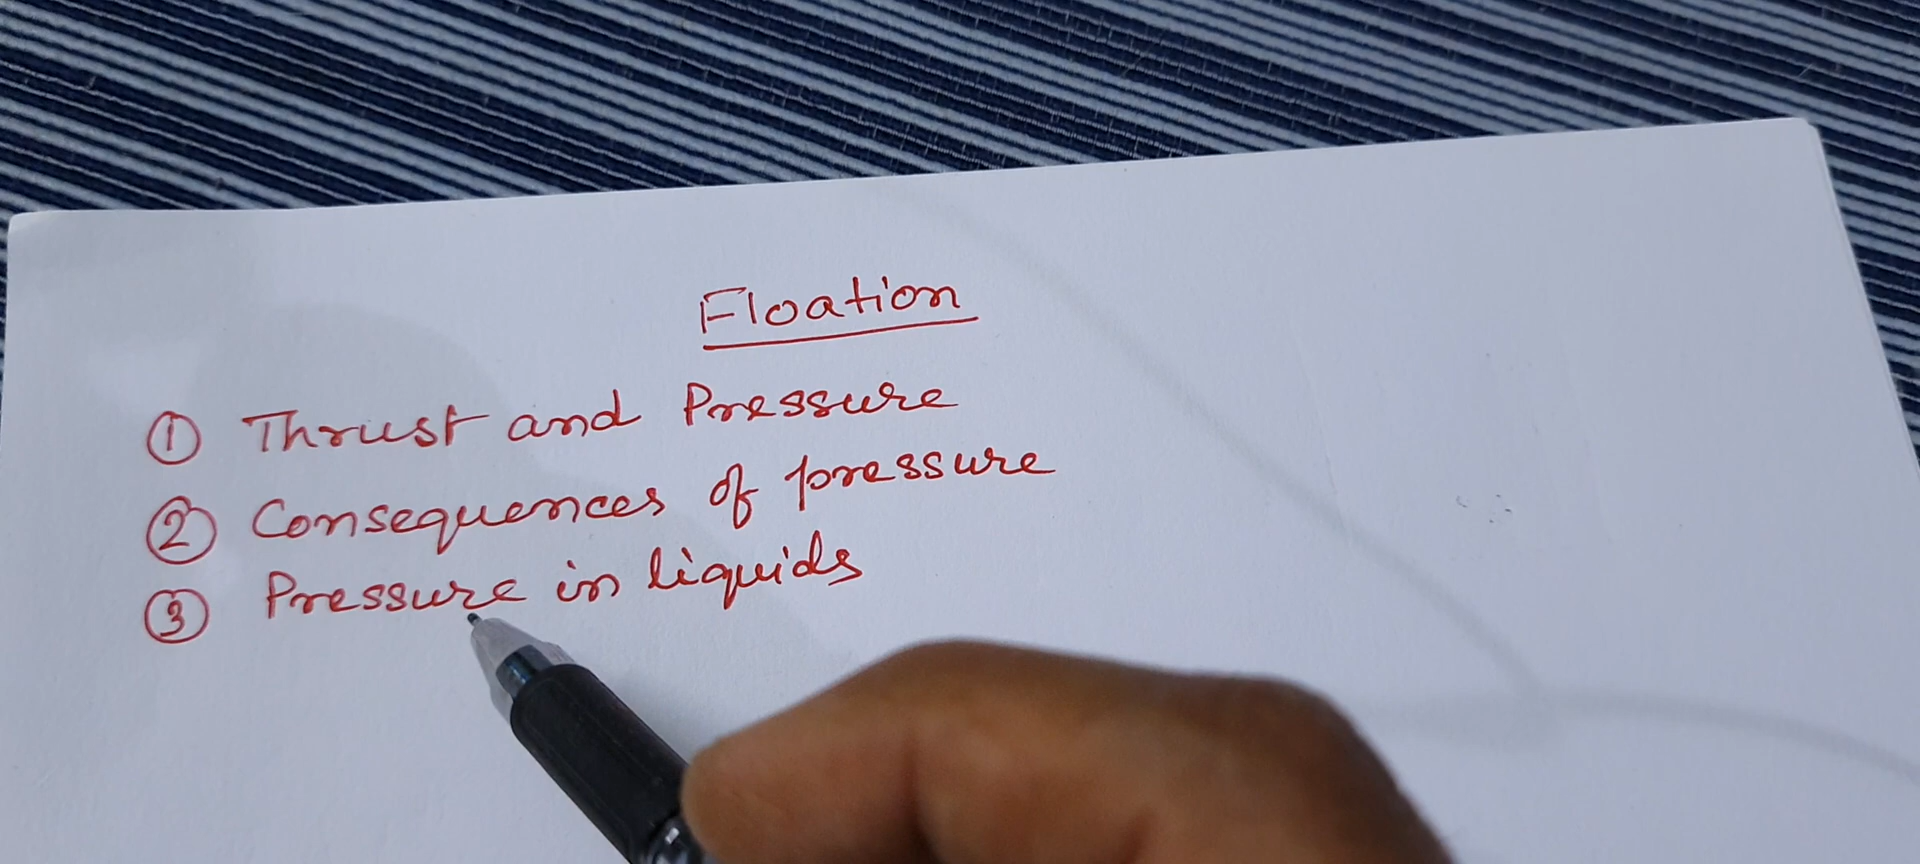 Floation
① Thrust and Pressure
② Consequences of pressure
③ Pressure in liquids